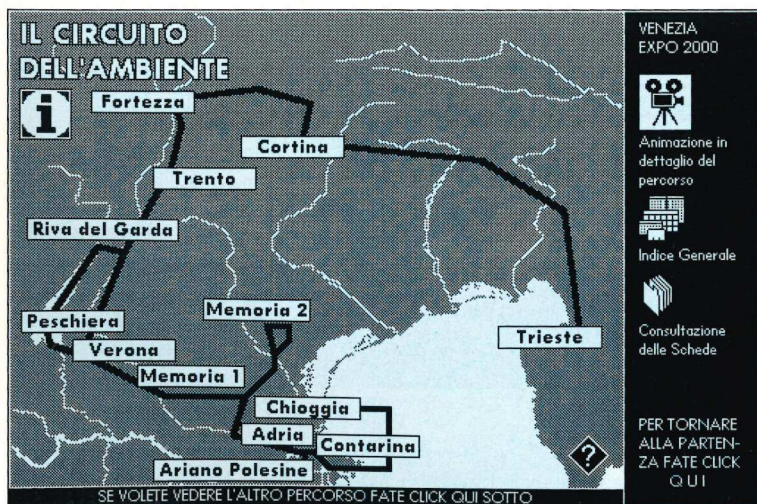 IL CIRCUITO
DELL'AMBIENTE
i
Fortezza
Cortina
Trento
Riva del Garda
Peschiera
Verona
Memoria 2
Memoria 1
Trieste
Chioggia
Adria
Contarina
Ariano Polesine
?
SE VOLETE VEDERE L'ALTRO PERCORSO FATE CLICK QUI SOTTO
VENEZIA
EXPO 2000
Animazione in
dettaglio del
percorso
Indice Generale
Consultazione
delle Schede
PER TORNARE
ALLA PARTEN-
ZA FATE CLICK
QUI